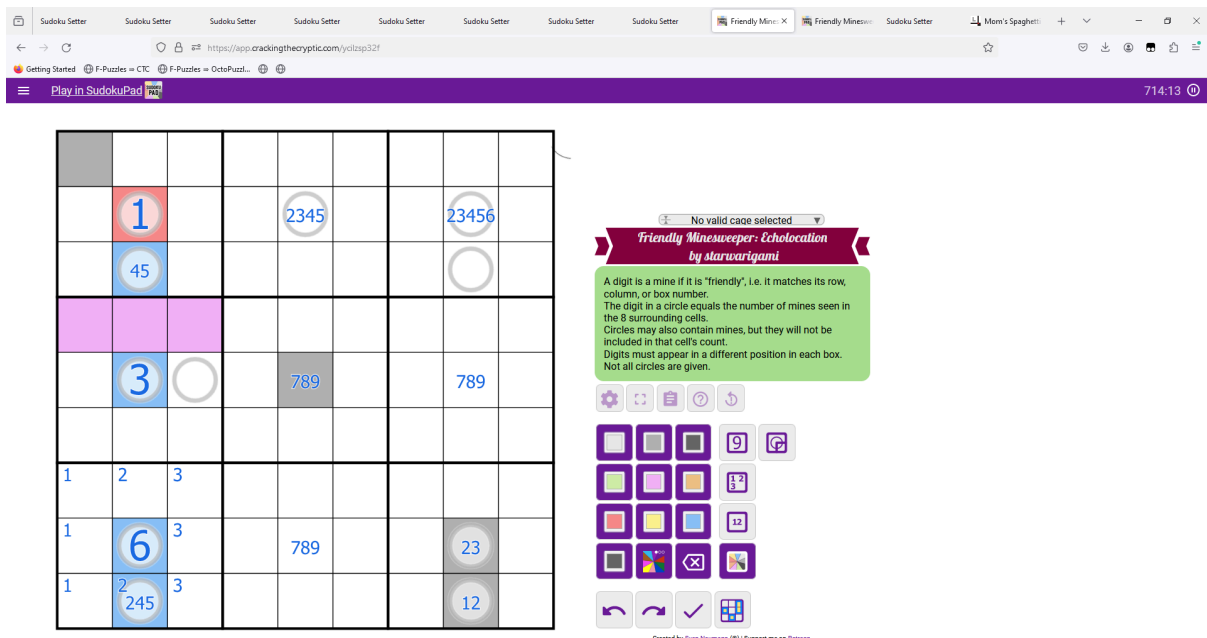 Sudoku Setter Sudoku Setter Sudoku Setter Sudoku Setter Sudoku Setter Sudoku Setter Sudoku Setter Sudoku Setter Friendly Mines Friendly Mineswe Sudoku Setter Mom's Spaghett
https://app.crackingthecryptic.com/ycilzsp32f
Getting Started F-Puzzles ⇌ CTC F-Puzzles ⇌ OctoPuzzl...
Play in SudokuPad SUDOKU PAD 714:13
1 2345 23456
45
3 789 789
1 2 3
1 6 3 789 23
1 2 245 3 12
No valid cage selected
Friendly Minesweeper: Echolocation
by starwarigami
A digit is a mine if it is "friendly", i.e. it matches its row,
column, or box number.
The digit in a circle equals the number of mines seen in
the 8 surrounding cells.
Circles may also contain mines, but they will not be
included in that cell's count.
Digits must appear in a different position in each box.
Not all circles are given.
9
1 2
3
12